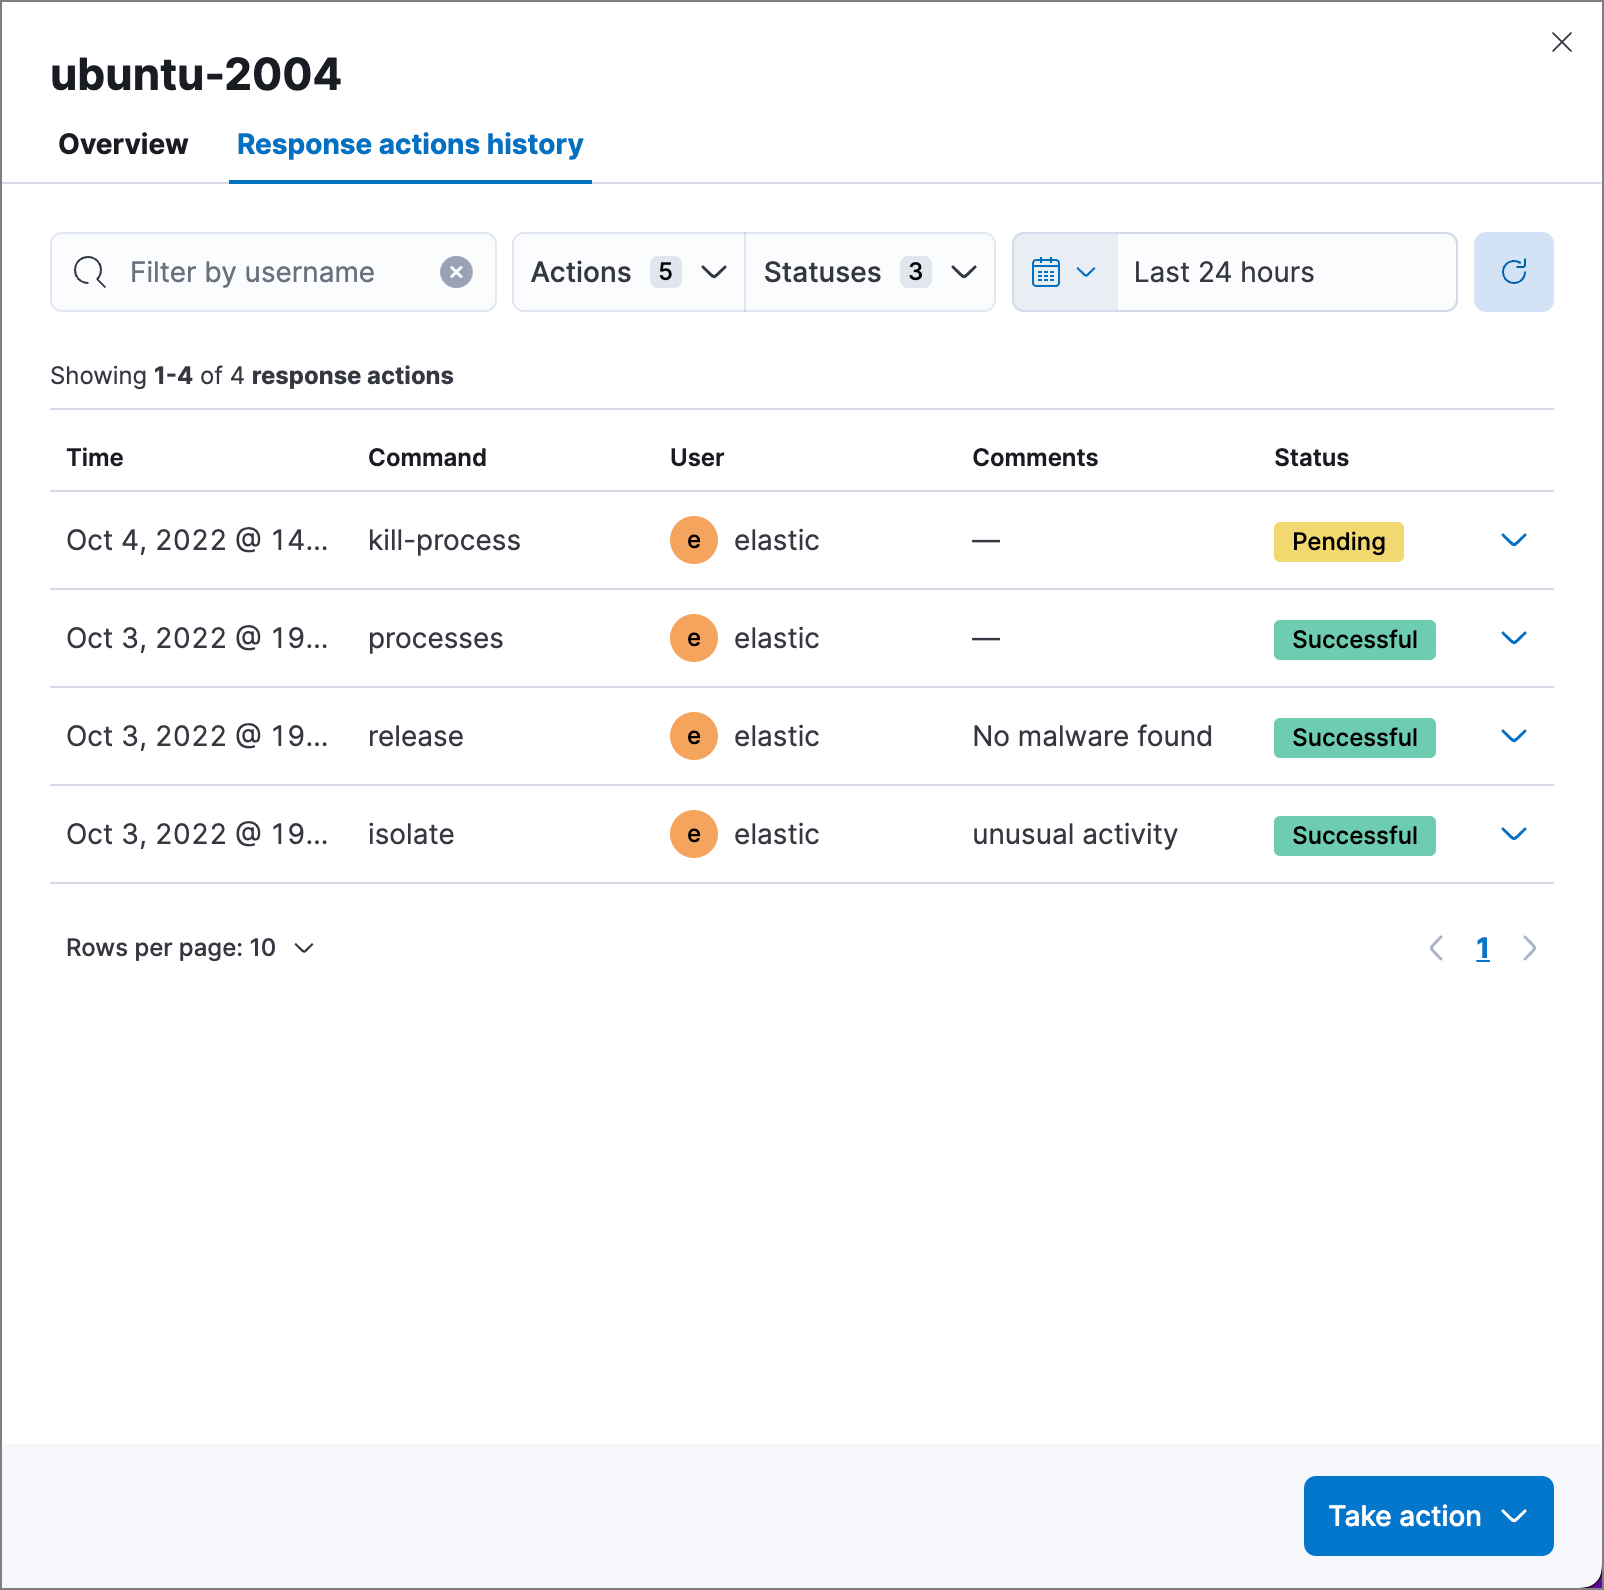 ubuntu-2004
Overview Response actions history
Filter by username Actions 5 Statuses 3 Last 24 hours
Showing 1-4 of 4 response actions
Time Command User Comments Status
Oct 4, 2022 @ 14... kill-process e elastic — Pending
Oct 3, 2022 @ 19... processes e elastic — Successful
Oct 3, 2022 @ 19... release e elastic No malware found Successful
Oct 3, 2022 @ 19... isolate e elastic unusual activity Successful
Rows per page: 10 1
Take action